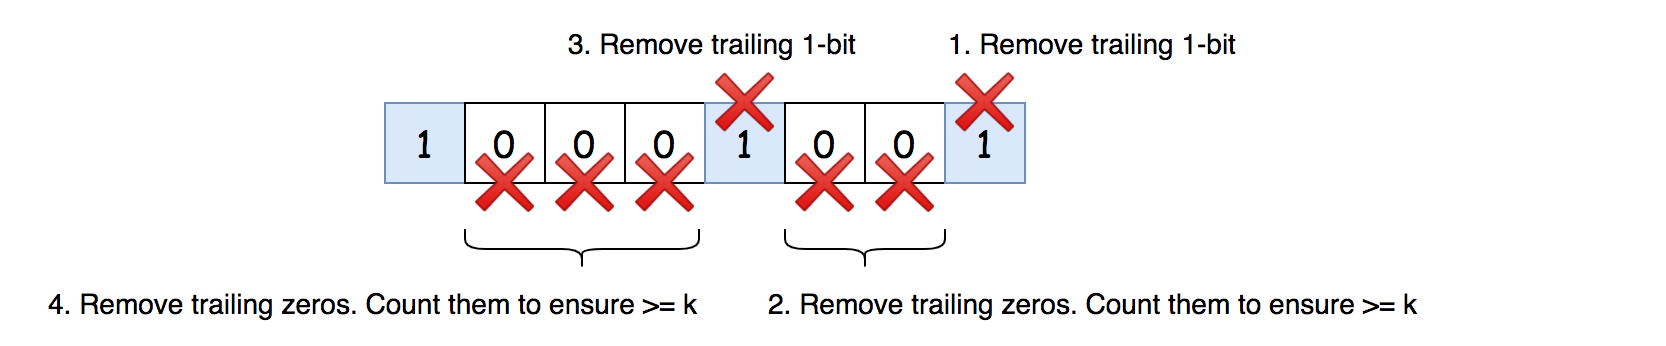 3. Remove trailing 1-bit
1. Remove trailing 1-bit
1 0 0 0 1 0 0 1
4. Remove trailing zeros. Count them to ensure >= k
2. Remove trailing zeros. Count them to ensure >= k